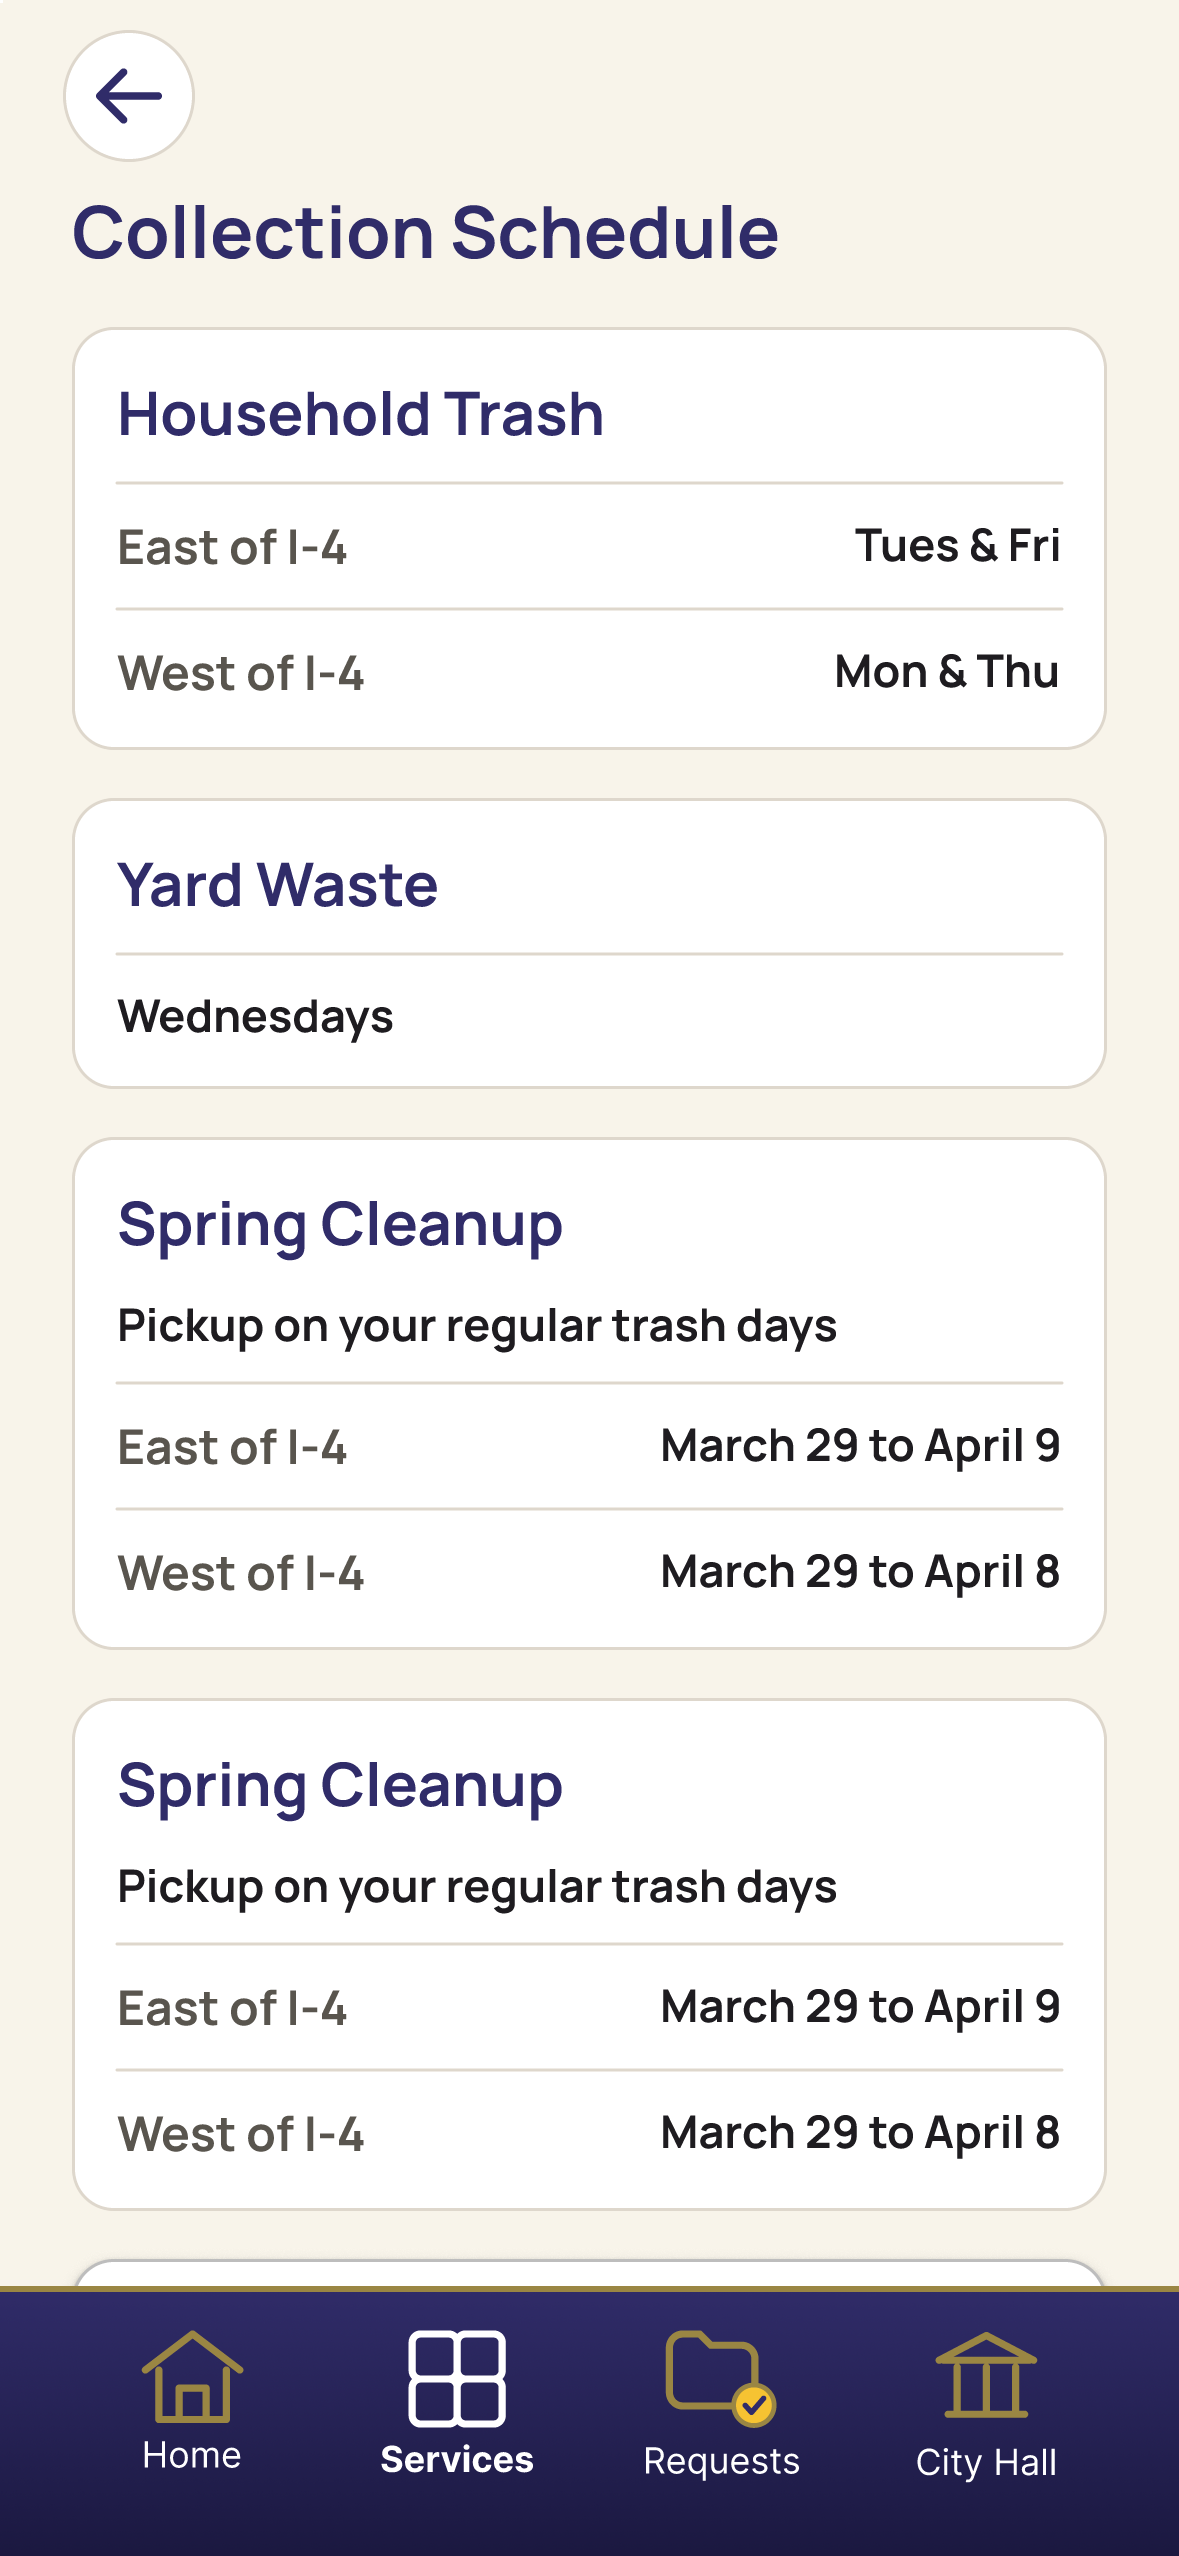 Collection Schedule
Household Trash
East of I-4 Tues & Fri
West of I-4 Mon & Thu
Yard Waste
Wednesdays
Spring Cleanup
Pickup on your regular trash days
East of I-4 March 29 to April 9
West of I-4 March 29 to April 8
Spring Cleanup
Pickup on your regular trash days
East of I-4 March 29 to April 9
West of I-4 March 29 to April 8
Home Services Requests City Hall